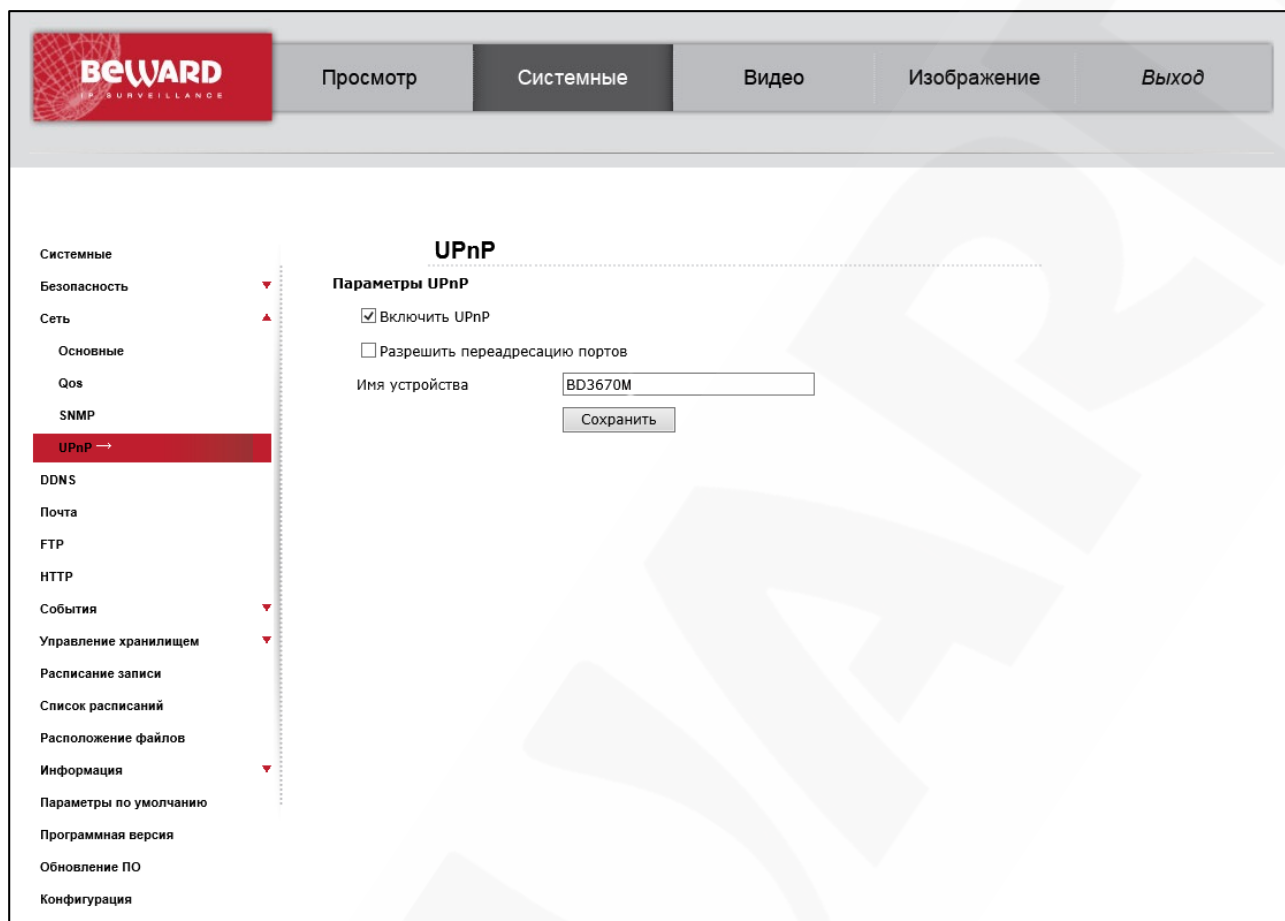 BEWARD
IP SURVEILLANCE
Просмотр
Системные
Видео
Изображение
Выход
UPnP
Параметры UPnP
Включить UPnP
Разрешить переадресацию портов
Имя устройства BD3670M
Сохранить
Системные
Безопасность
Сеть
Основные
Qos
SNMP
UPnP →
DDNS
Почта
FTP
HTTP
События
Управление хранилищем
Расписание записи
Список расписаний
Расположение файлов
Информация
Параметры по умолчанию
Программная версия
Обновление ПО
Конфигурация